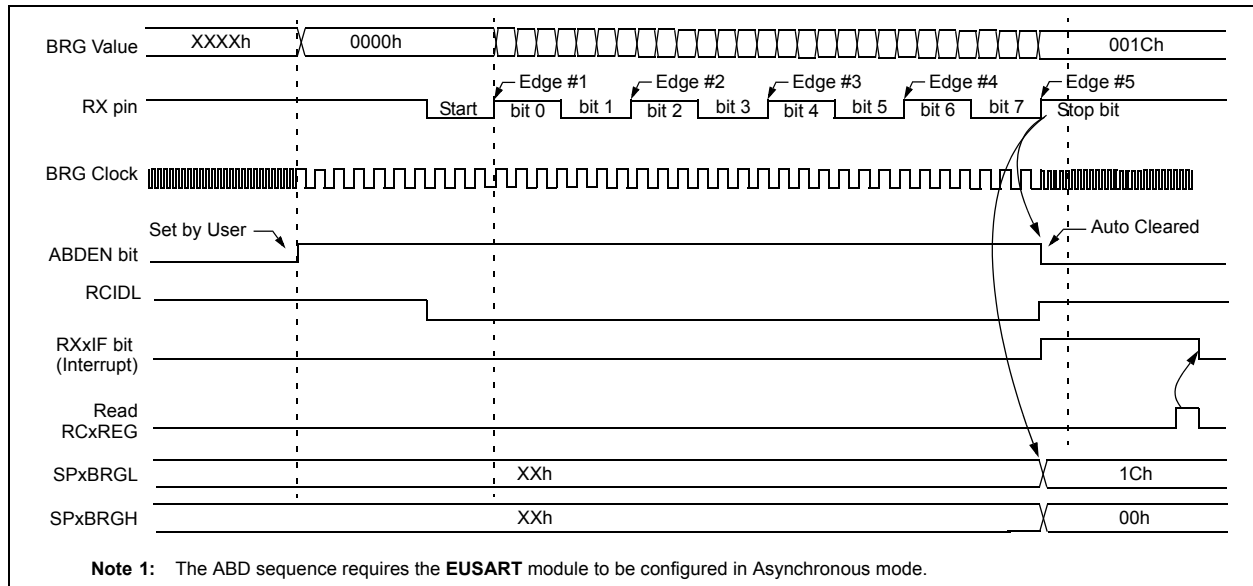 BRG Value XXXXh 0000h 001Ch
Edge #1 Edge #2 Edge #3 Edge #4 Edge #5
RX pin Start bit 0 bit 1 bit 2 bit 3 bit 4 bit 5 bit 6 bit 7 Stop bit
BRG Clock
Set by User Auto Cleared
ABDEN bit
RCIDL
RXxIF bit
(Interrupt)
Read
RCxREG
SPxBRGL XXh 1Ch
SPxBRGH XXh 00h
Note 1: The ABD sequence requires the EUSART module to be configured in Asynchronous mode.